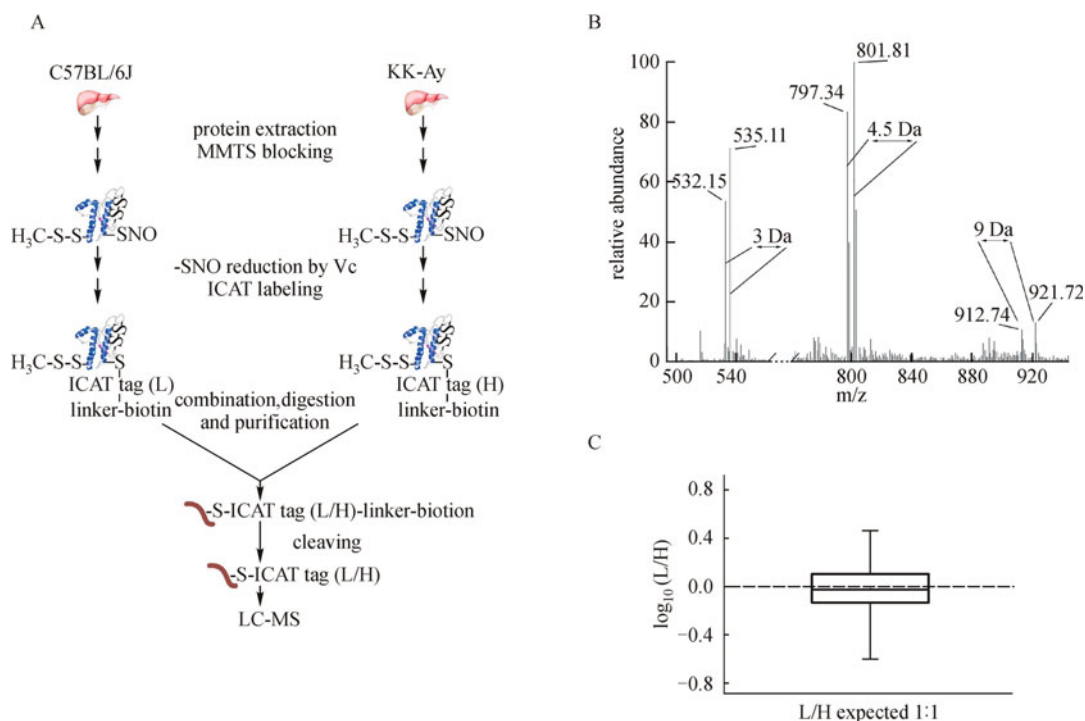 A
C57BL/6J
KK-Ay
protein extraction
MMTS blocking
S
S
H3C-S-S
SNO
S
S
H3C-S-S
SNO
-SNO reduction by Vc
ICAT labeling
S
S
H3C-S-S
S
ICAT tag (L)
linker-biotin
S
S
H3C-S-S
S
ICAT tag (H)
linker-biotin
combination,digestion
and purification
-S-ICAT tag (L/H)-linker-biotion
cleaving
-S-ICAT tag (L/H)
LC-MS
B
relative abundance
100
80
60
40
20
0
801.81
797.34
4.5 Da
535.11
532.15
3 Da
9 Da
921.72
912.74
500 540 800 840 880 920
m/z
C
log10 (L/H)
0.8
0.4
0.0
−0.4
−0.8
L/H expected 1:1